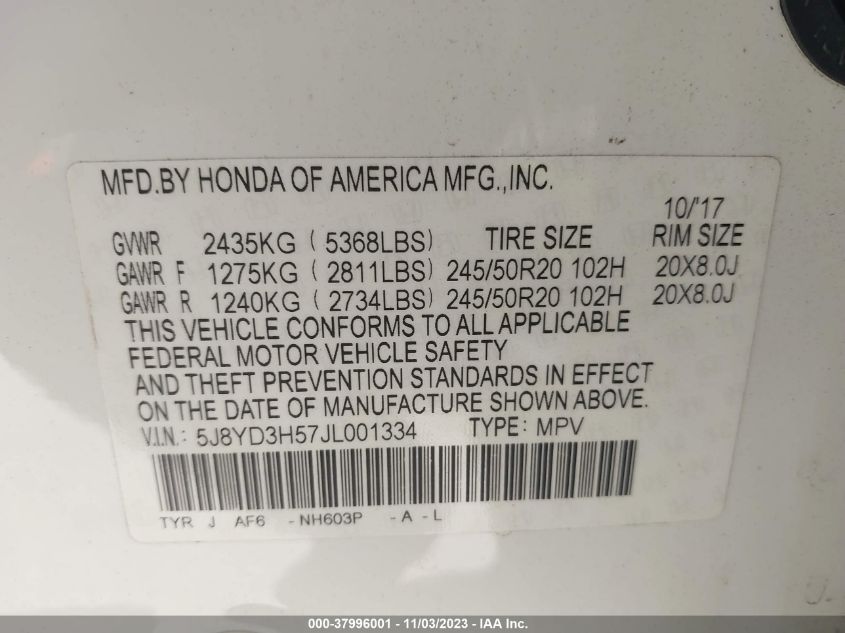 MFD.BY HONDA OF AMERICA MFG.,INC.
10/'17
GVWR 2435KG ( 5368LBS) TIRE SIZE RIM SIZE
GAWR F 1275KG ( 2811LBS) 245/50R20 102H 20X8.0J
GAWR R 1240KG ( 2734LBS) 245/50R20 102H 20X8.0J
THIS VEHICLE CONFORMS TO ALL APPLICABLE
FEDERAL MOTOR VEHICLE SAFETY
AND THEFT PREVENTION STANDARDS IN EFFECT
ON THE DATE OF MANUFACTURE SHOWN ABOVE.
V.I.N.: 5J8YD3H57JL001334 TYPE: MPV
TYR J AF6 -NH603P -A -L
000-37996001 - 11/03/2023 - IAA Inc.